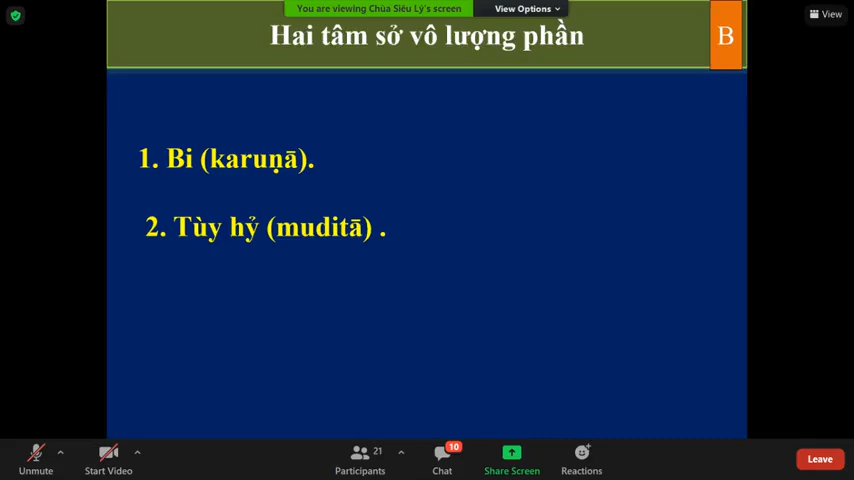 You are viewing Chùa Siêu Lý's screen
View Options
View
Hai tâm sở vô lượng phần
B
1. Bi (karuṇā).
2. Tùy hỷ (muditā) .
Unmute
Start Video
21
Participants
10
Chat
Share Screen
Reactions
Leave